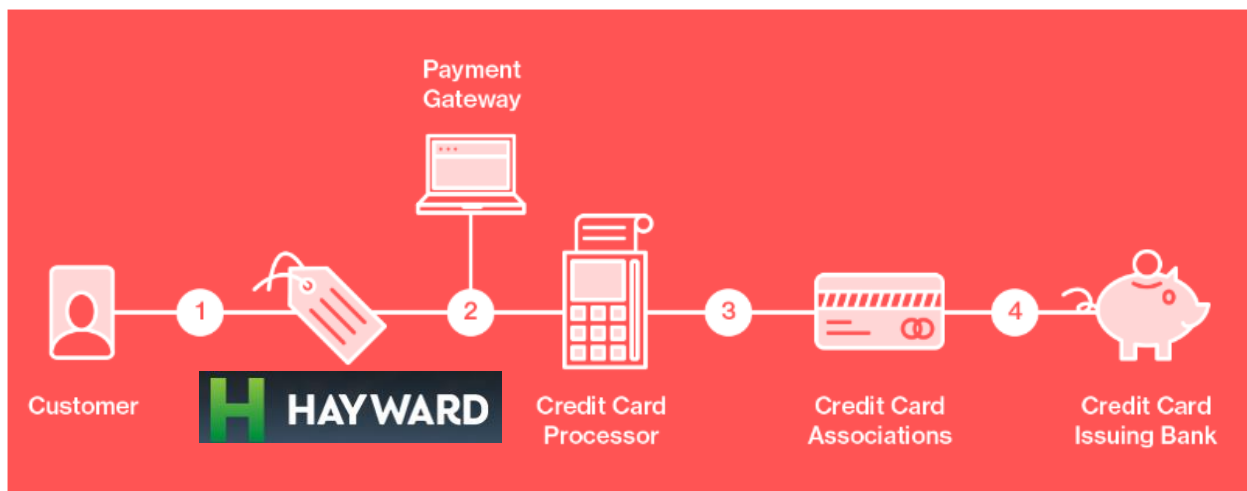 Payment
Gateway
1
2
3
4
Customer
H HAYWARD
Credit Card
Processor
Credit Card
Associations
Credit Card
Issuing Bank